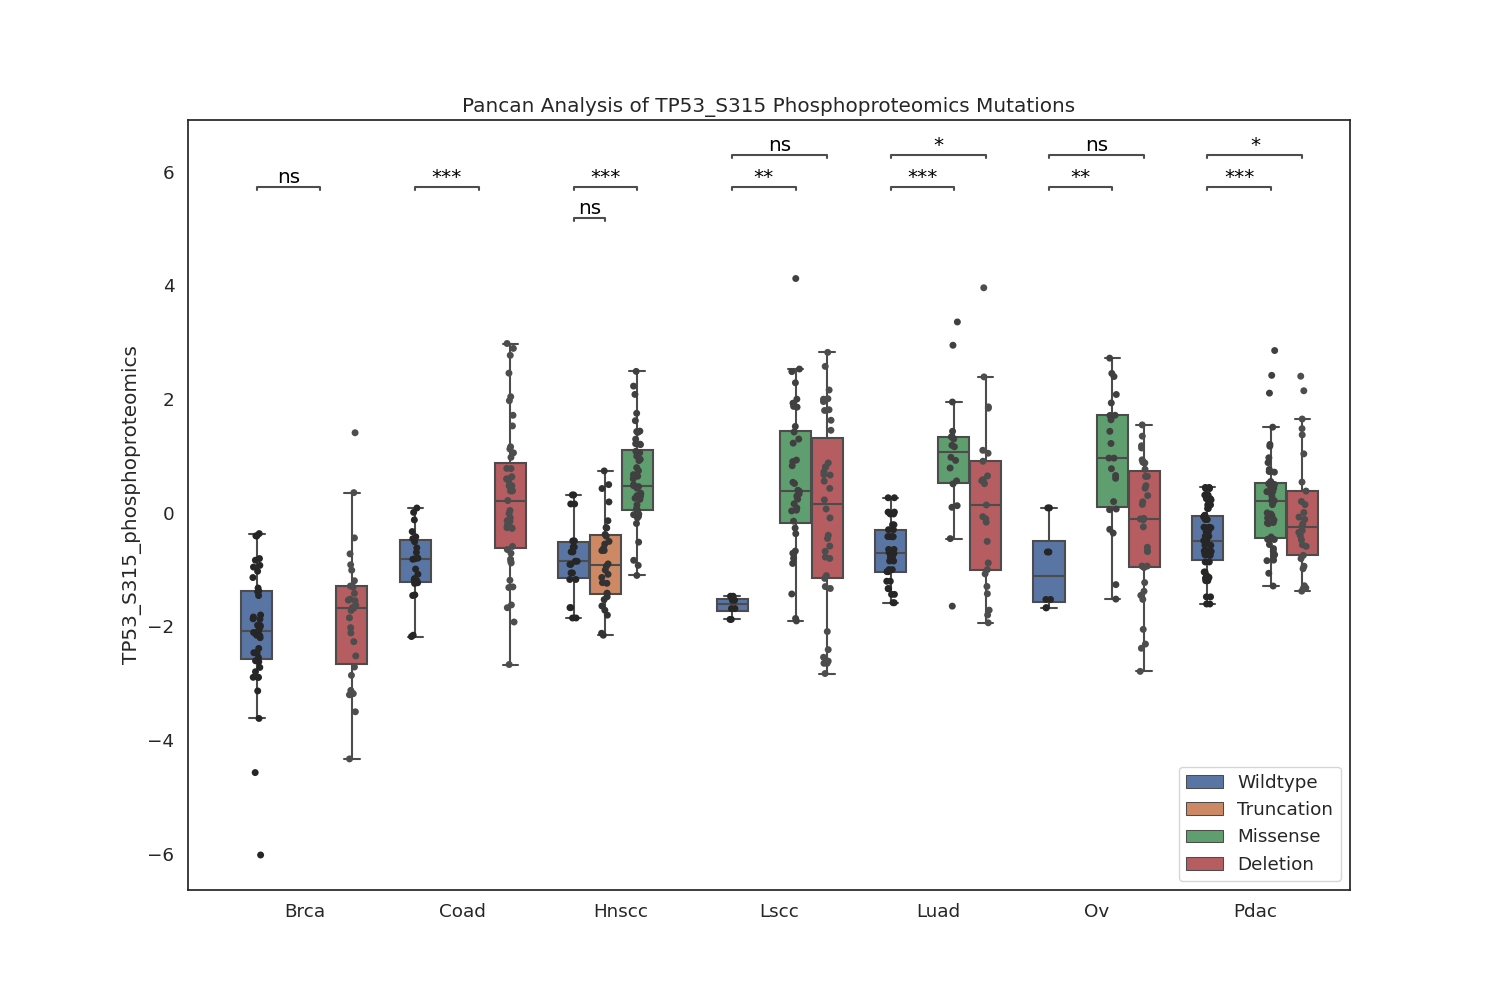 Pancan Analysis of TP53_S315 Phosphoproteomics Mutations
TP53_S315_phosphoproteomics
6
4
2
0
−2
−4
−6
ns
***
***
ns
ns
**
*
***
ns
**
*
***
Brca
Coad
Hnscc
Lscc
Luad
Ov
Pdac
Wildtype
Truncation
Missense
Deletion